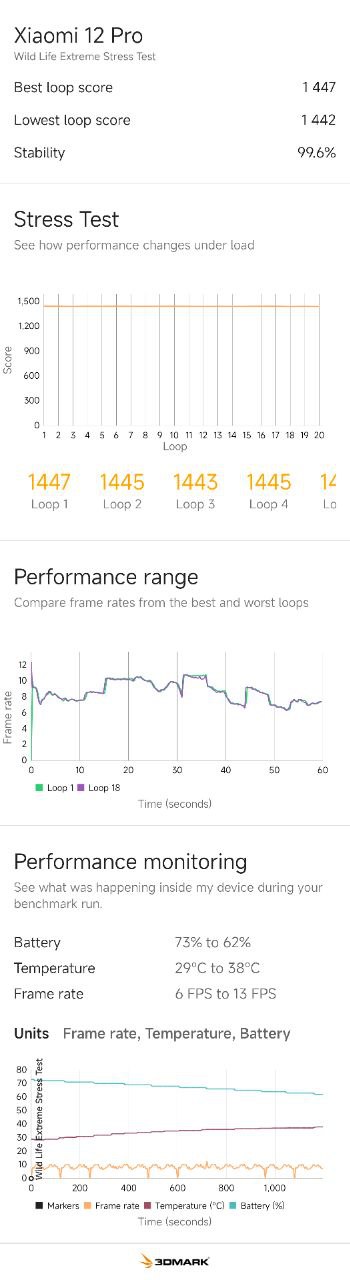 Xiaomi 12 Pro
Wild Life Extreme Stress Test
Best loop score 1 447
Lowest loop score 1 442
Stability 99.6%
Stress Test
See how performance changes under load
1,500
1,200
900
600
300
0
Score
1 2 3 4 5 6 7 8 9 10 11 12 13 14 15 16 17 18 19 20
Loop
1447 1445 1443 1445 14
Loop 1 Loop 2 Loop 3 Loop 4 Lo
Performance range
Compare frame rates from the best and worst loops
12
10
8
6
4
2
0
Frame rate
0 10 20 30 40 50 60
Loop 1 Loop 18
Time (seconds)
Performance monitoring
See what was happening inside my device during your
benchmark run.
Battery 73% to 62%
Temperature 29°C to 38°C
Frame rate 6 FPS to 13 FPS
Units Frame rate, Temperature, Battery
80
70
60
50
40
30
20
10
0
Wild Life Extreme Stress Test
0 200 400 600 800 1,000
Markers Frame rate Temperature (°C) Battery (%)
Time (seconds)
3DMARK